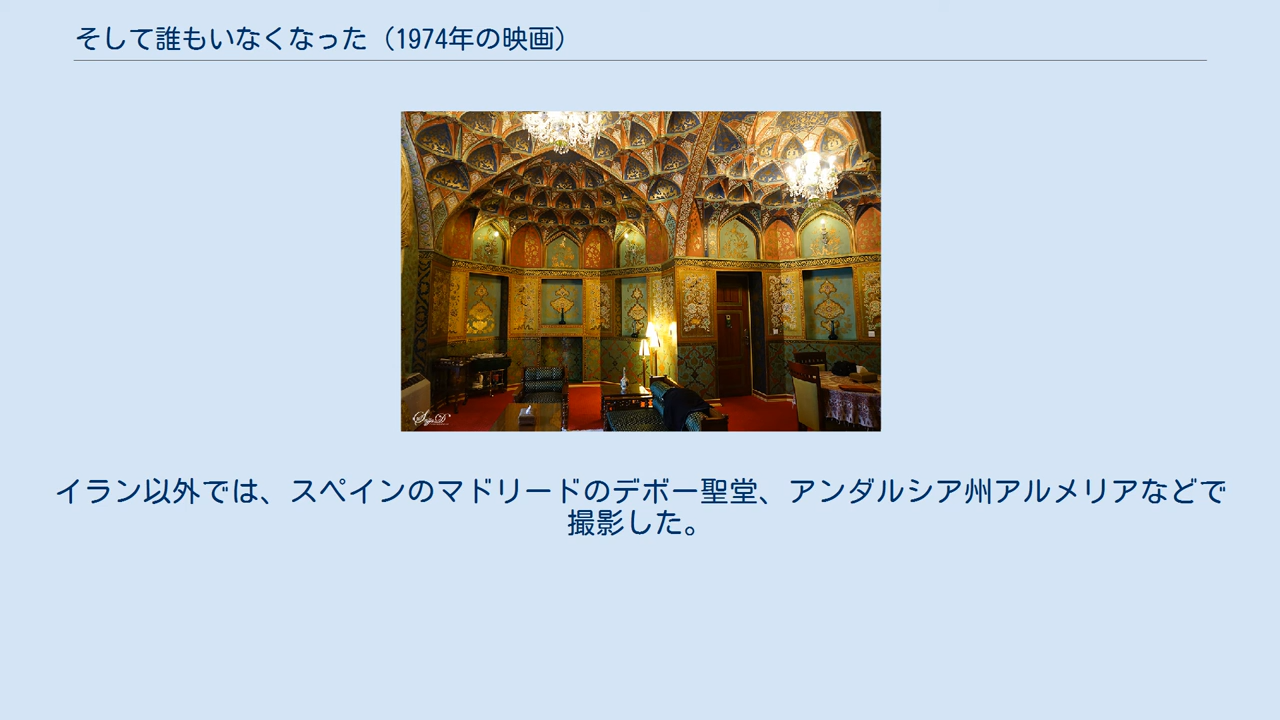 そして誰もいなくなった（1974年の映画）
イラン以外では、スペインのマドリードのデボー聖堂、アンダルシア州アルメリアなどで
撮影した。